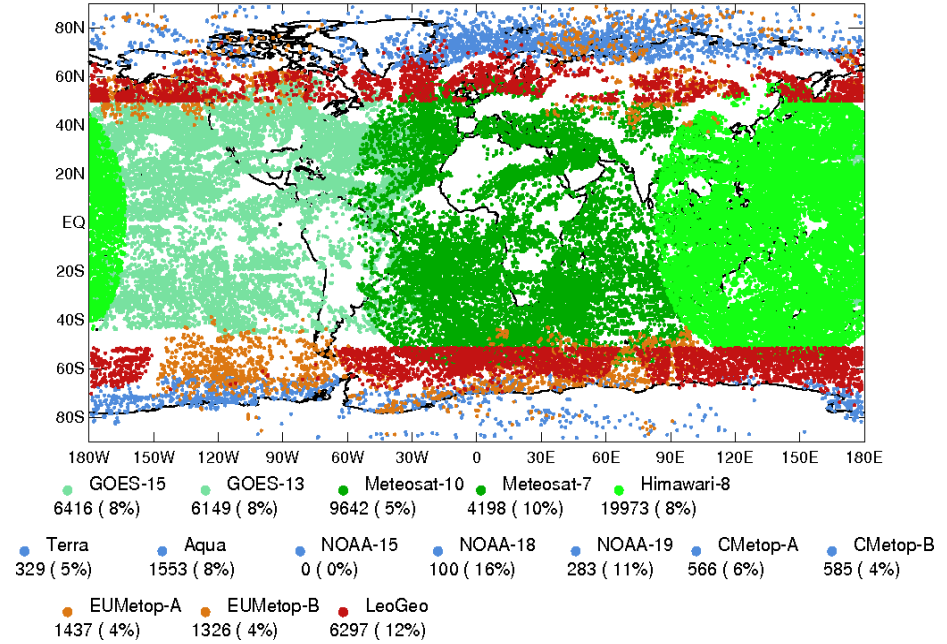 80N
60N
40N
20N
EQ
20S
40S
60S
80S
180W 150W 120W 90W 60W 30W 0 30E 60E 90E 120E 150E 180E
GOES-15 GOES-13 Meteosat-10 Meteosat-7 Himawari-8
6416 ( 8%) 6149 ( 8%) 9642 ( 5%) 4198 ( 10%) 19973 ( 8%)
Terra Aqua NOAA-15 NOAA-18 NOAA-19 CMetop-A CMetop-B
329 ( 5%) 1553 ( 8%) 0 ( 0%) 100 ( 16%) 283 ( 11%) 566 ( 6%) 585 ( 4%)
EUMetop-A EUMetop-B LeoGeo
1437 ( 4%) 1326 ( 4%) 6297 ( 12%)